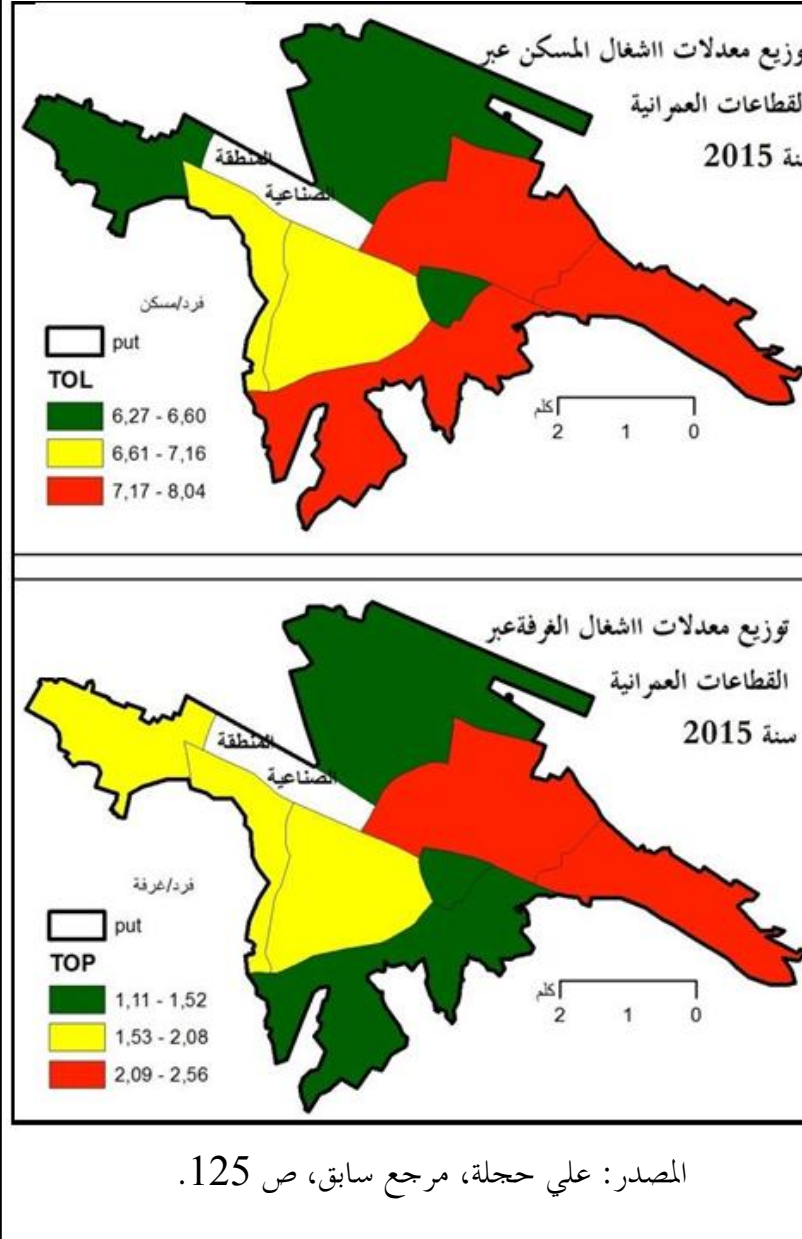 وزيع معدلات ااشغال المسكن عبر
لقطاعات العمرانية
نة 2015
المنطقة
الصناعية
فرد/مسكن
put
TOL
6,27 - 6,60
6,61 - 7,16
7,17 - 8,04
كلم
2 1 0
توزيع معدلات ااشغال الغرفةعبر
القطاعات العمرانية
سنة 2015
المنطقة
الصناعية
فرد/غرفة
put
TOP
1,11 - 1,52
1,53 - 2,08
2,09 - 2,56
كلم
2 1 0
المصدر: علي حجلة، مرجع سابق، ص 125.